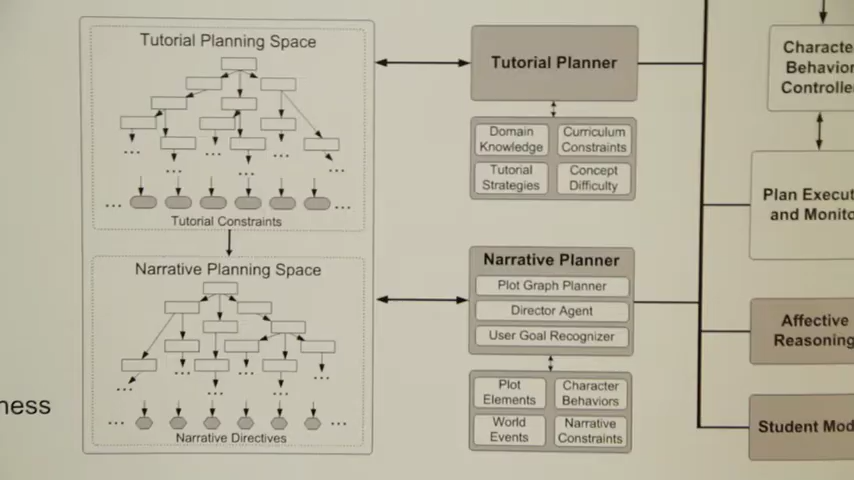 Tutorial Planning Space
Tutorial Constraints
Narrative Planning Space
Narrative Directives
Tutorial Planner
Domain
Knowledge
Curriculum
Constraints
Tutorial
Strategies
Concept
Difficulty
Narrative Planner
Plot Graph Planner
Director Agent
User Goal Recognizer
Plot
Elements
Character
Behaviors
World
Events
Narrative
Constraints
Characte
Behavior
Controlle
Plan Execut
and Monito
Affective
Reasoning
Student Mod
ness